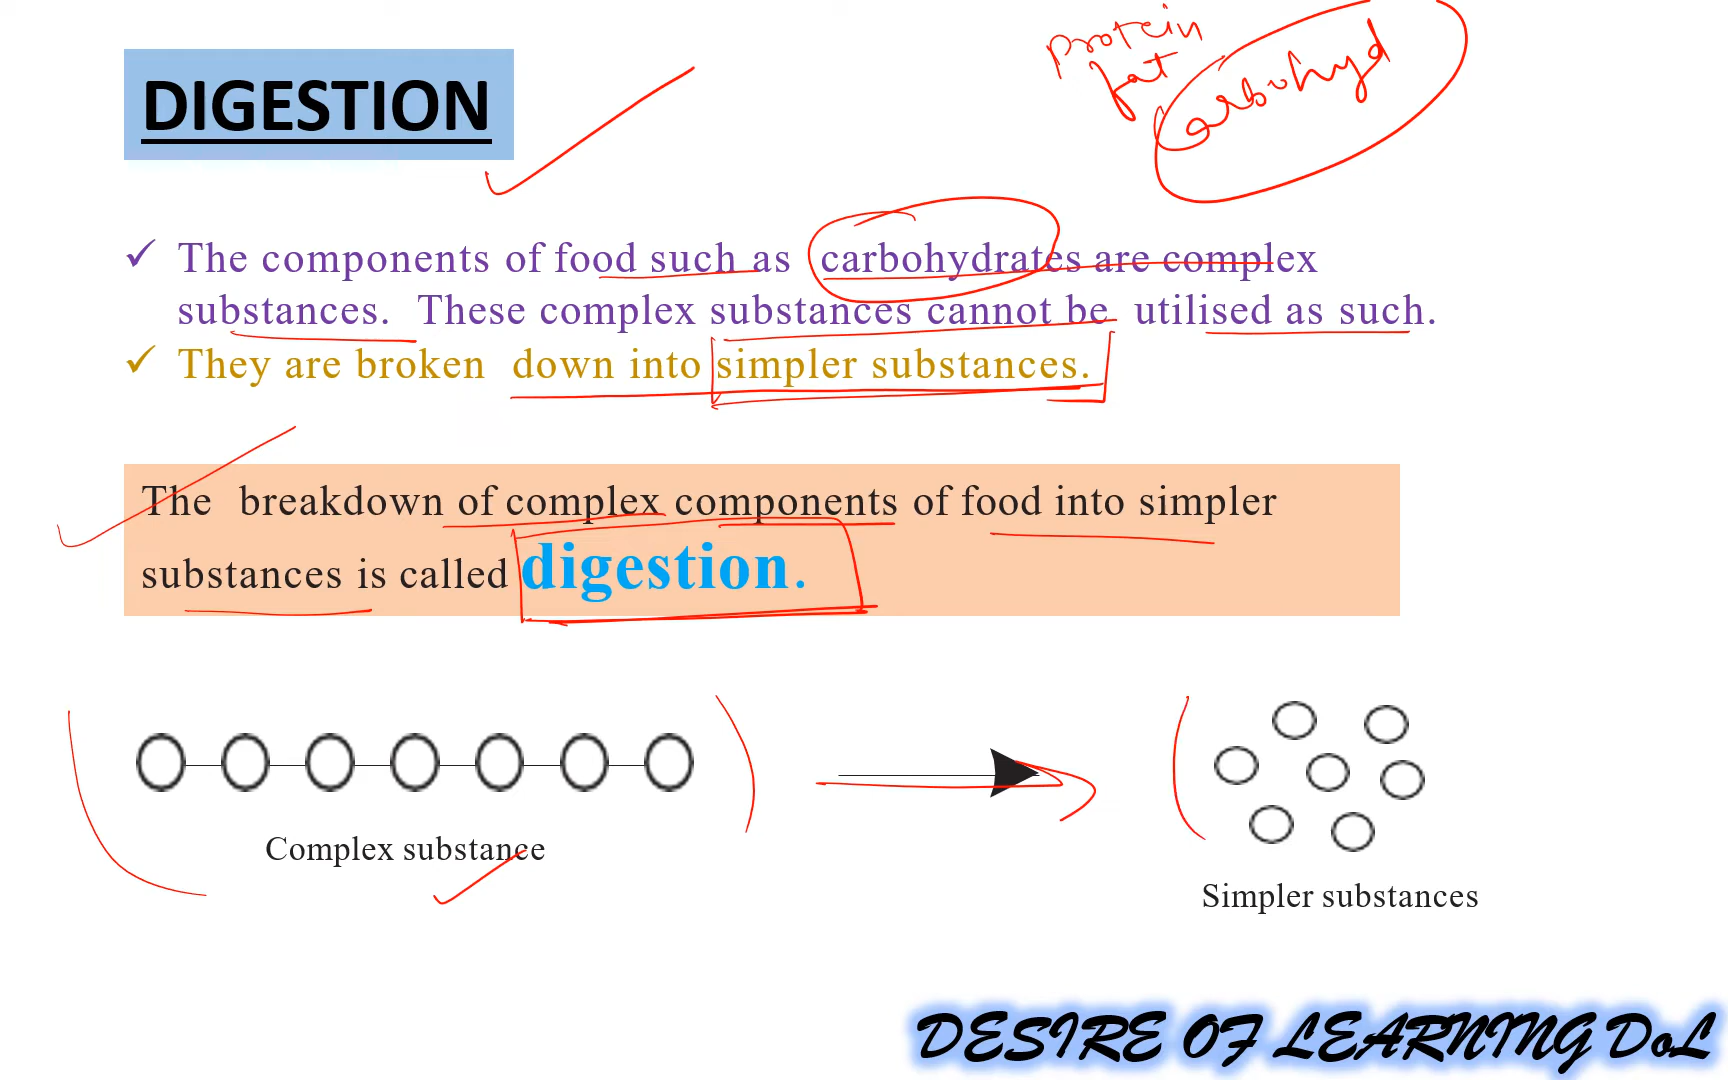 protein
fat
carbohyd
DIGESTION
✓ The components of food such as carbohydrates are complex
substances. These complex substances cannot be utilised as such.
✓ They are broken down into simpler substances.
The breakdown of complex components of food into simpler
substances is called digestion.
Complex substance
Simpler substances
DESIRE OF LEARNING DoL